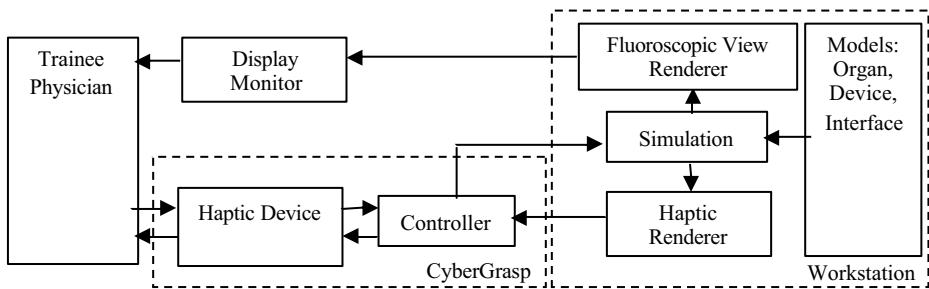 Trainee
Physician
Display
Monitor
Fluoroscopic View
Renderer
Models:
Organ,
Device,
Interface
Simulation
Haptic Device
Controller
Haptic
Renderer
CyberGrasp
Workstation